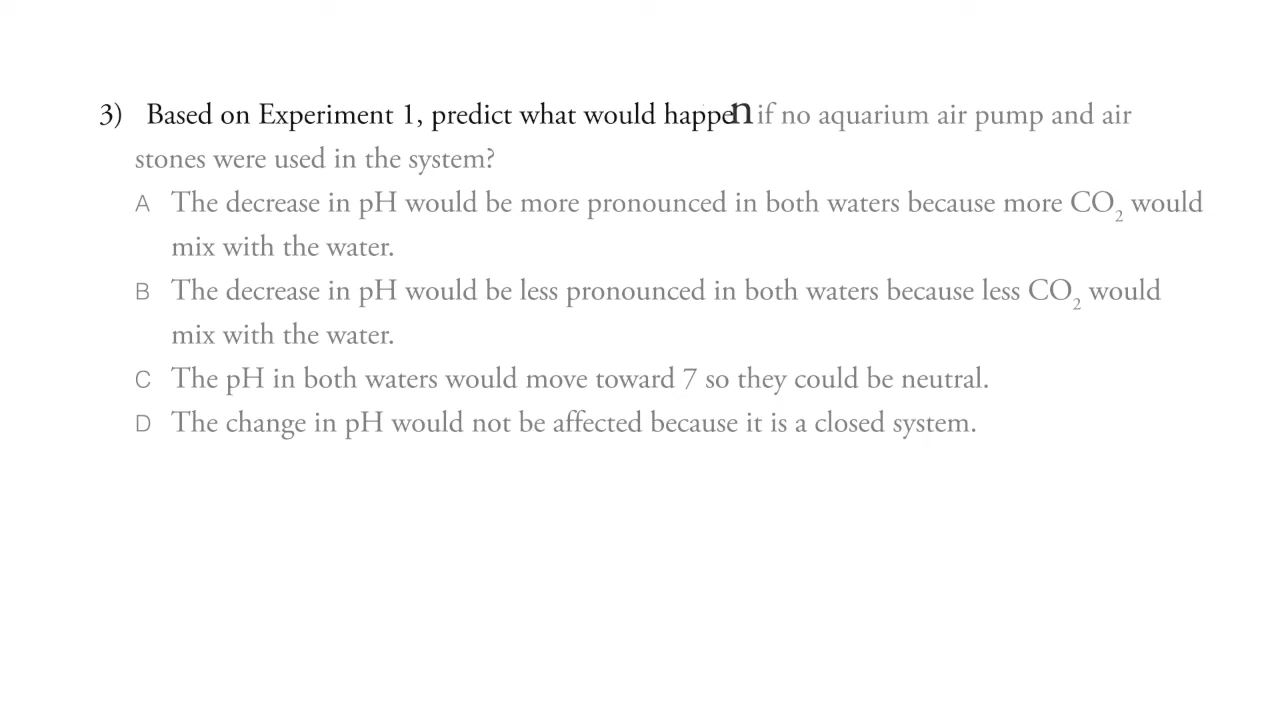 3) Based on Experiment 1, predict what would happen if no aquarium air pump and air
stones were used in the system?
A The decrease in pH would be more pronounced in both waters because more CO₂ would
mix with the water.
B The decrease in pH would be less pronounced in both waters because less CO₂ would
mix with the water.
C The pH in both waters would move toward 7 so they could be neutral.
D The change in pH would not be affected because it is a closed system.